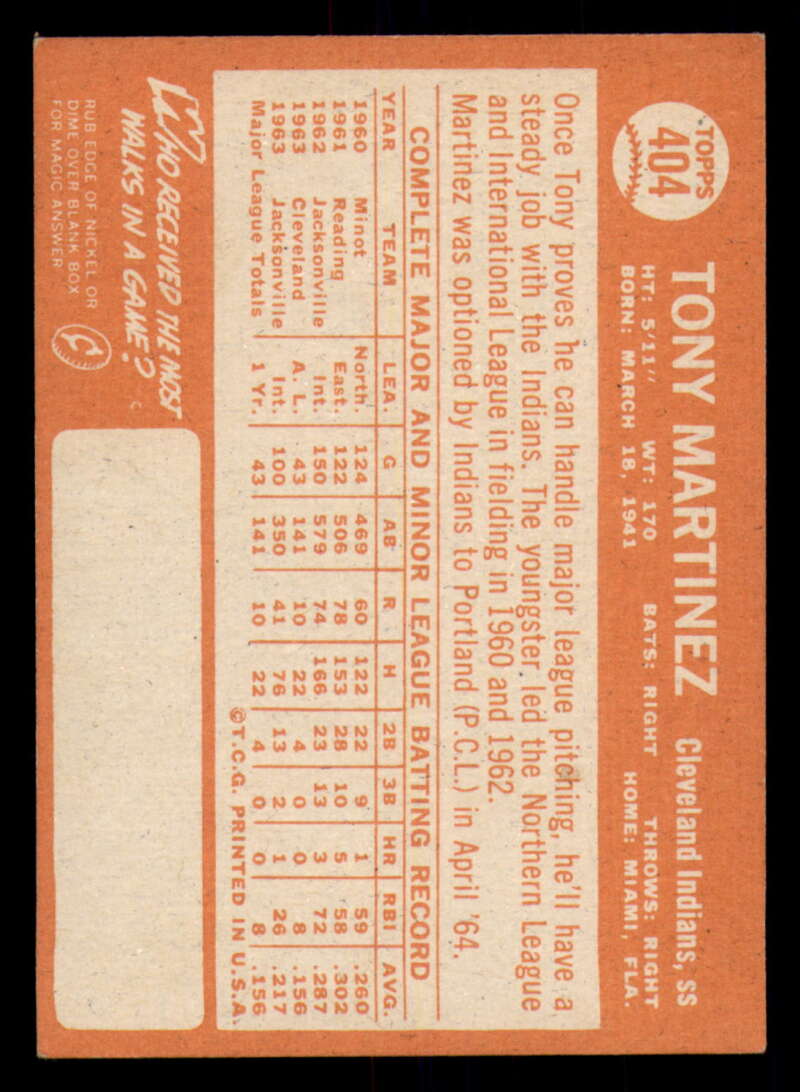 TOPPS
404
TONY MARTINEZ Cleveland Indians, SS
HT: 5'11" WT: 170 BATS: RIGHT THROWS: RIGHT
BORN: MARCH 18, 1941 HOME: MIAMI, FLA.
Once Tony proves he can handle major league pitching, he'll have a
steady job with the Indians. The youngster led the Northern League
and International League in fielding in 1960 and 1962.
Martinez was optioned by Indians to Portland (P.C.L.) in April '64.
COMPLETE MAJOR AND MINOR LEAGUE BATTING RECORD
YEAR TEAM LEA. G AB R H 2B 3B HR RBI AVG.
1960 Minot North. 124 469 60 122 22 9 1 59 .260
1961 Reading East. 122 506 78 153 28 10 5 58 .302
1962 Jacksonville Int. 150 579 74 166 23 13 3 72 .287
1963 Cleveland A. L. 43 141 10 22 4 0 0 8 .156
1963 Jacksonville Int. 100 350 41 76 13 2 1 26 .217
Major League Totals 1 Yr. 43 141 10 22 4 0 0 8 .156
©T.C.G. PRINTED IN U.S.A.
WHO RECEIVED THE MOST
WALKS IN A GAME?
RUB EDGE OF NICKEL OR
DIME OVER BLANK BOX
FOR MAGIC ANSWER
C